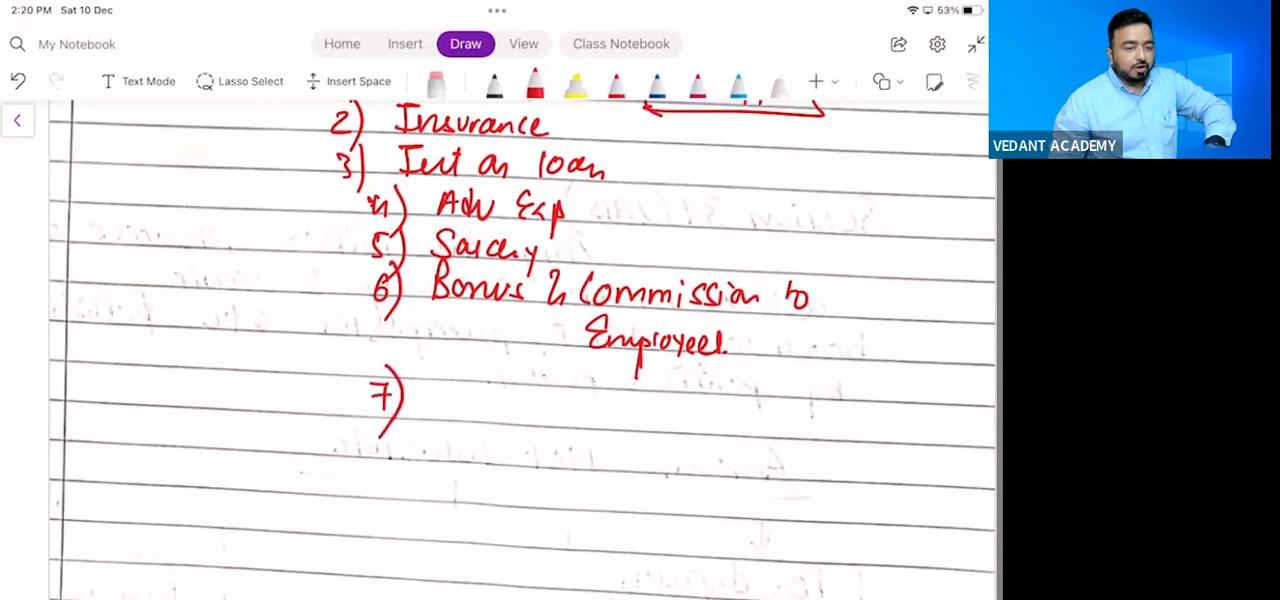 2:20 PM Sat 10 Dec
53%
My Notebook
Home Insert Draw View Class Notebook
Text Mode Lasso Select Insert Space
VEDANT ACADEMY
2) Insurance
3) Int on loan
4) Adv Exp
5) Salary
6) Bonus & Commission to
Employees
7)